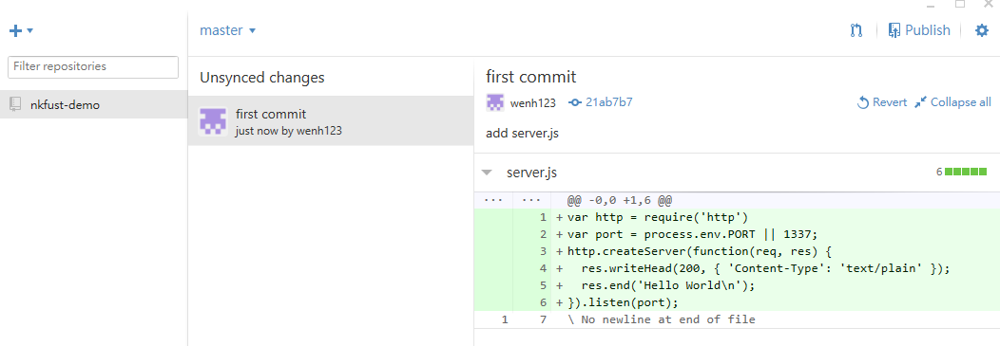 master
Publish
Filter repositories
nkfust-demo
Unsynced changes
first commit
just now by wenh123
first commit
wenh123 21ab7b7 Revert Collapse all
add server.js
server.js 6
... ... @@ -0,0 +1,6 @@
1 +var http = require('http')
2 +var port = process.env.PORT || 1337;
3 +http.createServer(function(req, res) {
4 +  res.writeHead(200, { 'Content-Type': 'text/plain' });
5 +  res.end('Hello World\n');
6 +}).listen(port);
1 7 \ No newline at end of file